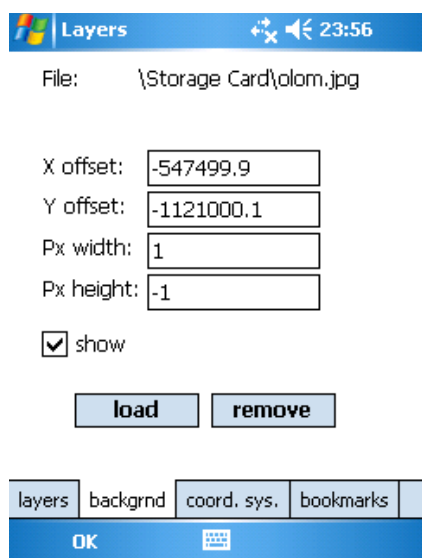 Layers 23:56
File: \Storage Card\olom.jpg
X offset: -547499.9
Y offset: -1121000.1
Px width: 1
Px height: -1
show
load remove
layers backgrnd coord. sys. bookmarks
OK